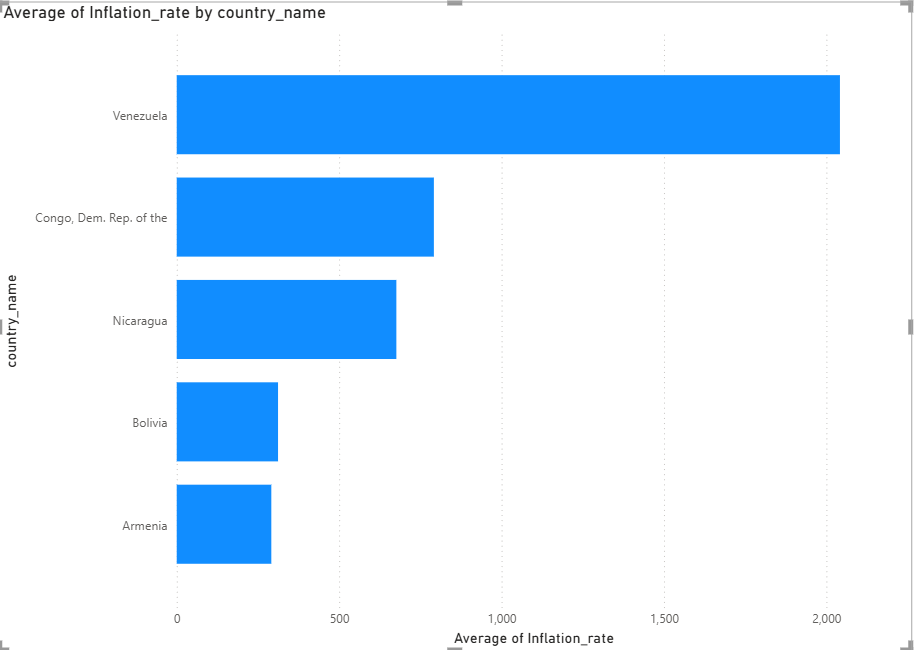 Average of Inflation_rate by country_name
country_name
Venezuela
Congo, Dem. Rep. of the
Nicaragua
Bolivia
Armenia
0 500 1,000 1,500 2,000
Average of Inflation_rate